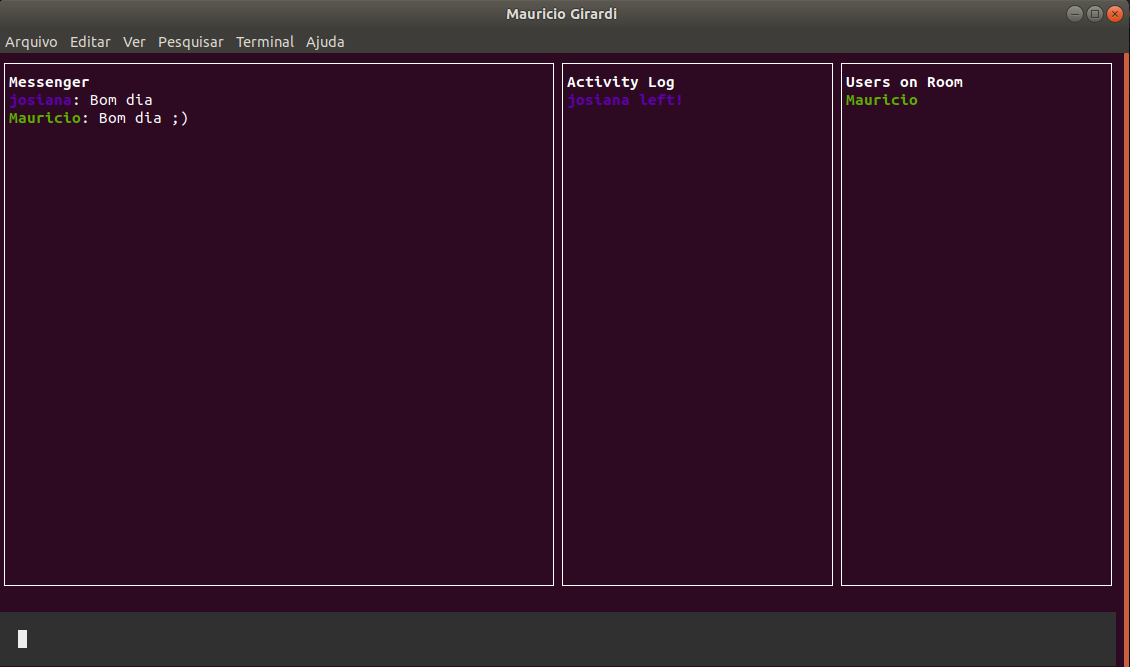 Mauricio Girardi
Arquivo Editar Ver Pesquisar Terminal Ajuda
Messenger
josiana: Bom dia
Mauricio: Bom dia ;)
Activity Log
josiana left!
Users on Room
Mauricio